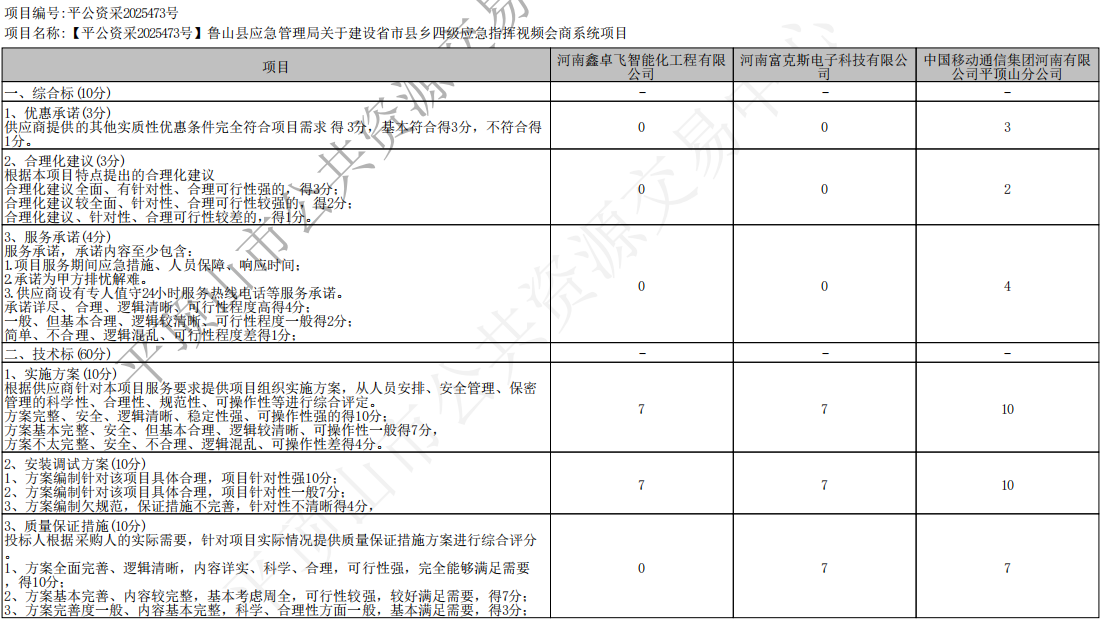 项目编号:平公资采2025473号
项目名称:【平公资采2025473号】鲁山县应急管理局关于建设省市县乡四级应急指挥视频会商系统项目
项目 河南鑫卓飞智能化工程有限公司 河南富克斯电子科技有限公司 中国移动通信集团河南有限公司平顶山分公司
一、综合标(10分) - - -
1、优惠承诺(3分)
供应商提供的其他实质性优惠条件完全符合项目需求 得 3分，基本符合得3分，不符合得
1分。
0 0 3
2、合理化建议(3分)
根据本项目特点提出的合理化建议
合理化建议全面、有针对性、合理可行性强的，得3分；
合理化建议较全面、针对性、合理可行性较强的，得2分；
合理化建议、针对性、合理可行性较差的，得1分。
0 0 2
3、服务承诺(4分)
服务承诺，承诺内容至少包含：
1.项目服务期间应急措施、人员保障、响应时间；
2.承诺为甲方排忧解难。
3.供应商设有专人值守24小时服务热线电话等服务承诺。
承诺详尽、合理、逻辑清晰、可行性程度高得4分；
一般、但基本合理、逻辑较清晰、可行性程度一般得2分；
简单、不合理、逻辑混乱、可行性程度差得1分；
0 0 4
二、技术标(60分) - - -
1、实施方案(10分)
根据供应商针对本项目服务要求提供项目组织实施方案，从人员安排、安全管理、保密
管理的科学性、合理性、规范性、可操作性等进行综合评定。
方案完整、安全、逻辑清晰、稳定性强、可操作性强的得10分；
方案基本完整、安全、但基本合理、逻辑较清晰、可操作性一般得7分，
方案不太完整、安全、不合理、逻辑混乱、可操作性差得4分。
7 7 10
2、安装调试方案(10分)
1、方案编制针对该项目具体合理，项目针对性强10分；
2、方案编制针对该项目具体合理，项目针对性一般7分；
3、方案编制欠规范，保证措施不完善，针对性不清晰得4分，
7 7 10
3、质量保证措施(10分)
投标人根据采购人的实际需要，针对项目实际情况提供质量保证措施方案进行综合评分
。
1、方案全面完善、逻辑清晰，内容详实、科学、合理，可行性强，完全能够满足需要
，得10分；
2、方案基本完善、内容较完整，基本考虑周全，可行性较强，较好满足需要，得7分；
3、方案完善度一般、内容基本完整，科学、合理性方面一般，基本满足需要，得3分；
0 7 7
平顶山市公共资源交易
平顶山市公共资源交易中心